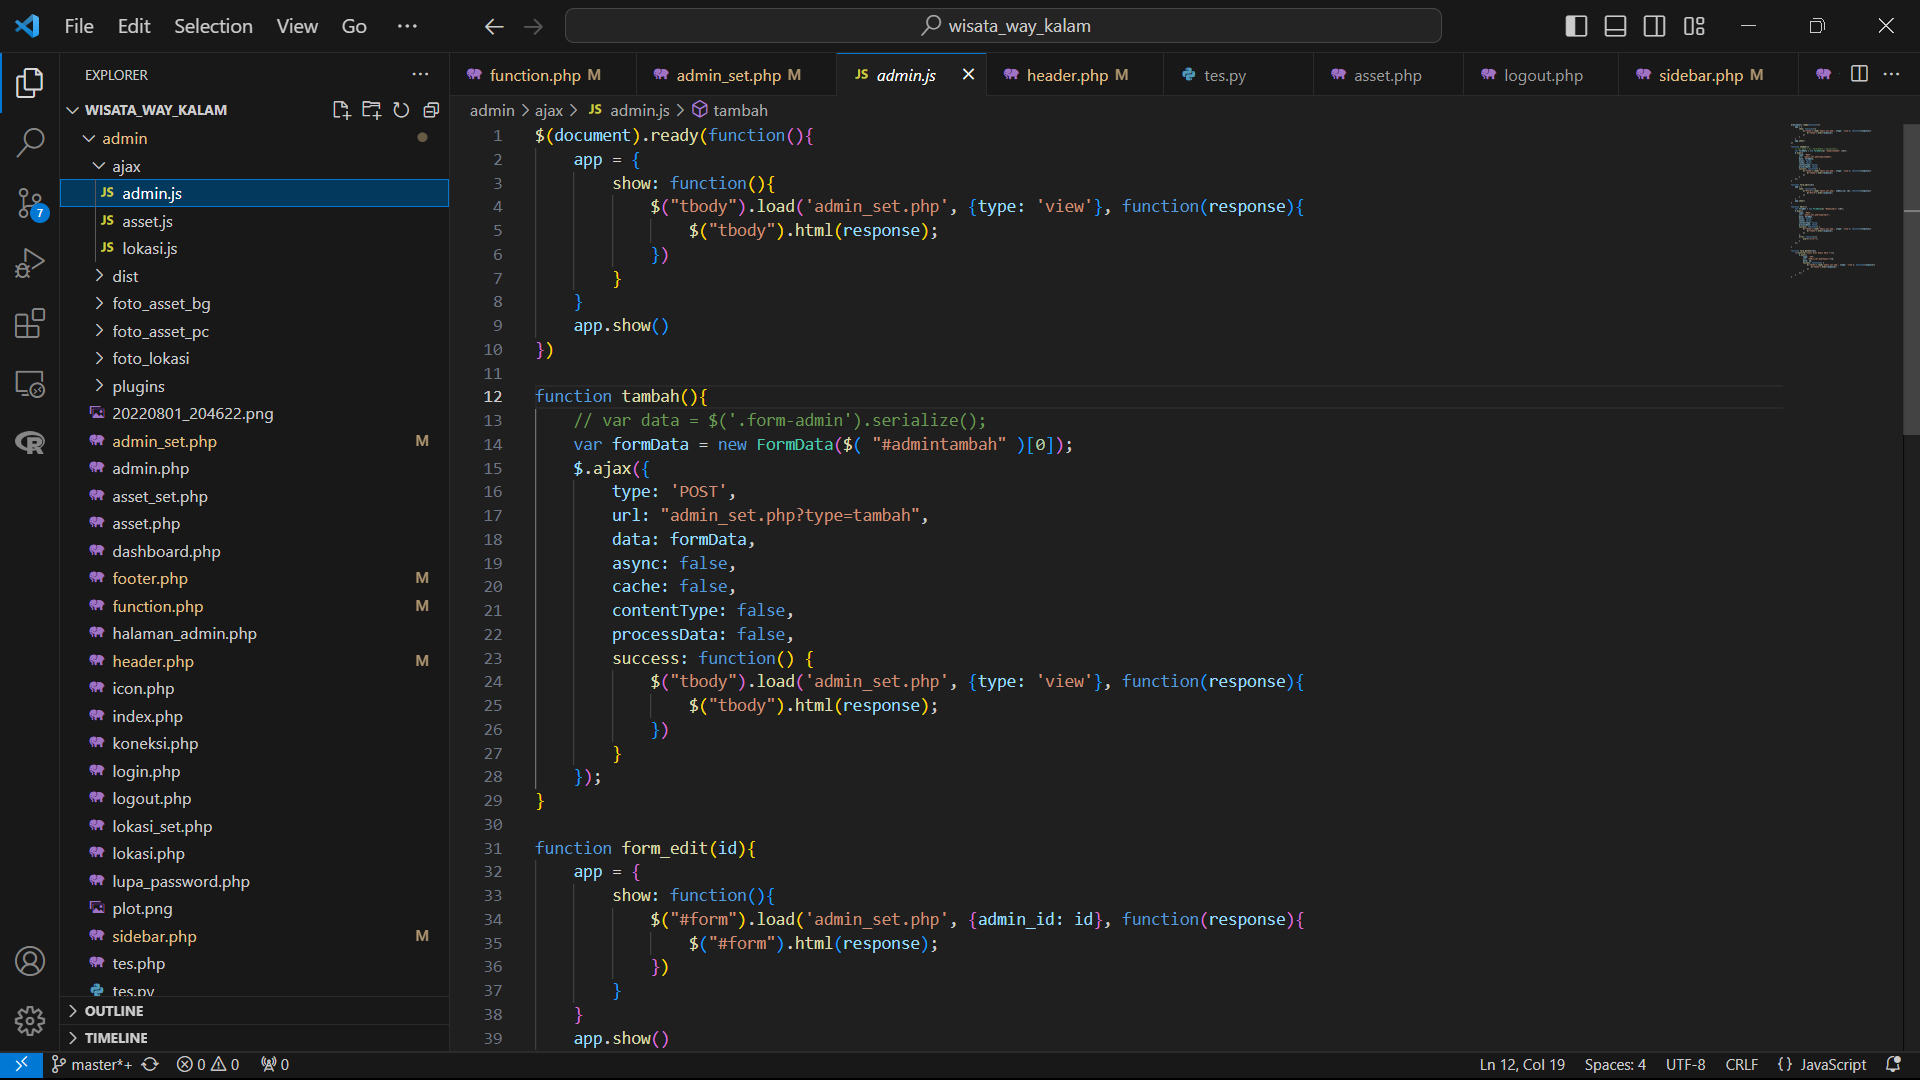 File Edit Selection View Go ··· wisata_way_kalam
EXPLORER ···
WISATA_WAY_KALAM
admin
ajax
JS admin.js
JS asset.js
JS lokasi.js
dist
foto_asset_bg
foto_asset_pc
foto_lokasi
plugins
20220801_204622.png
admin_set.php M
admin.php
asset_set.php
asset.php
dashboard.php
footer.php M
function.php M
halaman_admin.php
header.php M
icon.php
index.php
koneksi.php
login.php
logout.php
lokasi_set.php
lokasi.php
lupa_password.php
plot.png
sidebar.php M
tes.php
tes.py
OUTLINE
TIMELINE
7
function.php M admin_set.php M JS admin.js header.php M tes.py asset.php logout.php sidebar.php M ···
admin > ajax > JS admin.js > tambah
1 $(document).ready(function(){
2 app = {
3 show: function(){
4 $("tbody").load('admin_set.php', {type: 'view'}, function(response){
5 $("tbody").html(response);
6 })
7 }
8 }
9 app.show()
10 })
11
12 function tambah(){
13 // var data = $('.form-admin').serialize();
14 var formData = new FormData($( "#admintambah" )[0]);
15 $.ajax({
16 type: 'POST',
17 url: "admin_set.php?type=tambah",
18 data: formData,
19 async: false,
20 cache: false,
21 contentType: false,
22 processData: false,
23 success: function() {
24 $("tbody").load('admin_set.php', {type: 'view'}, function(response){
25 $("tbody").html(response);
26 })
27 }
28 });
29 }
30
31 function form_edit(id){
32 app = {
33 show: function(){
34 $("#form").load('admin_set.php', {admin_id: id}, function(response){
35 $("#form").html(response);
36 })
37 }
38 }
39 app.show()
master*+ 0 0 0 Ln 12, Col 19 Spaces: 4 UTF-8 CRLF {} JavaScript